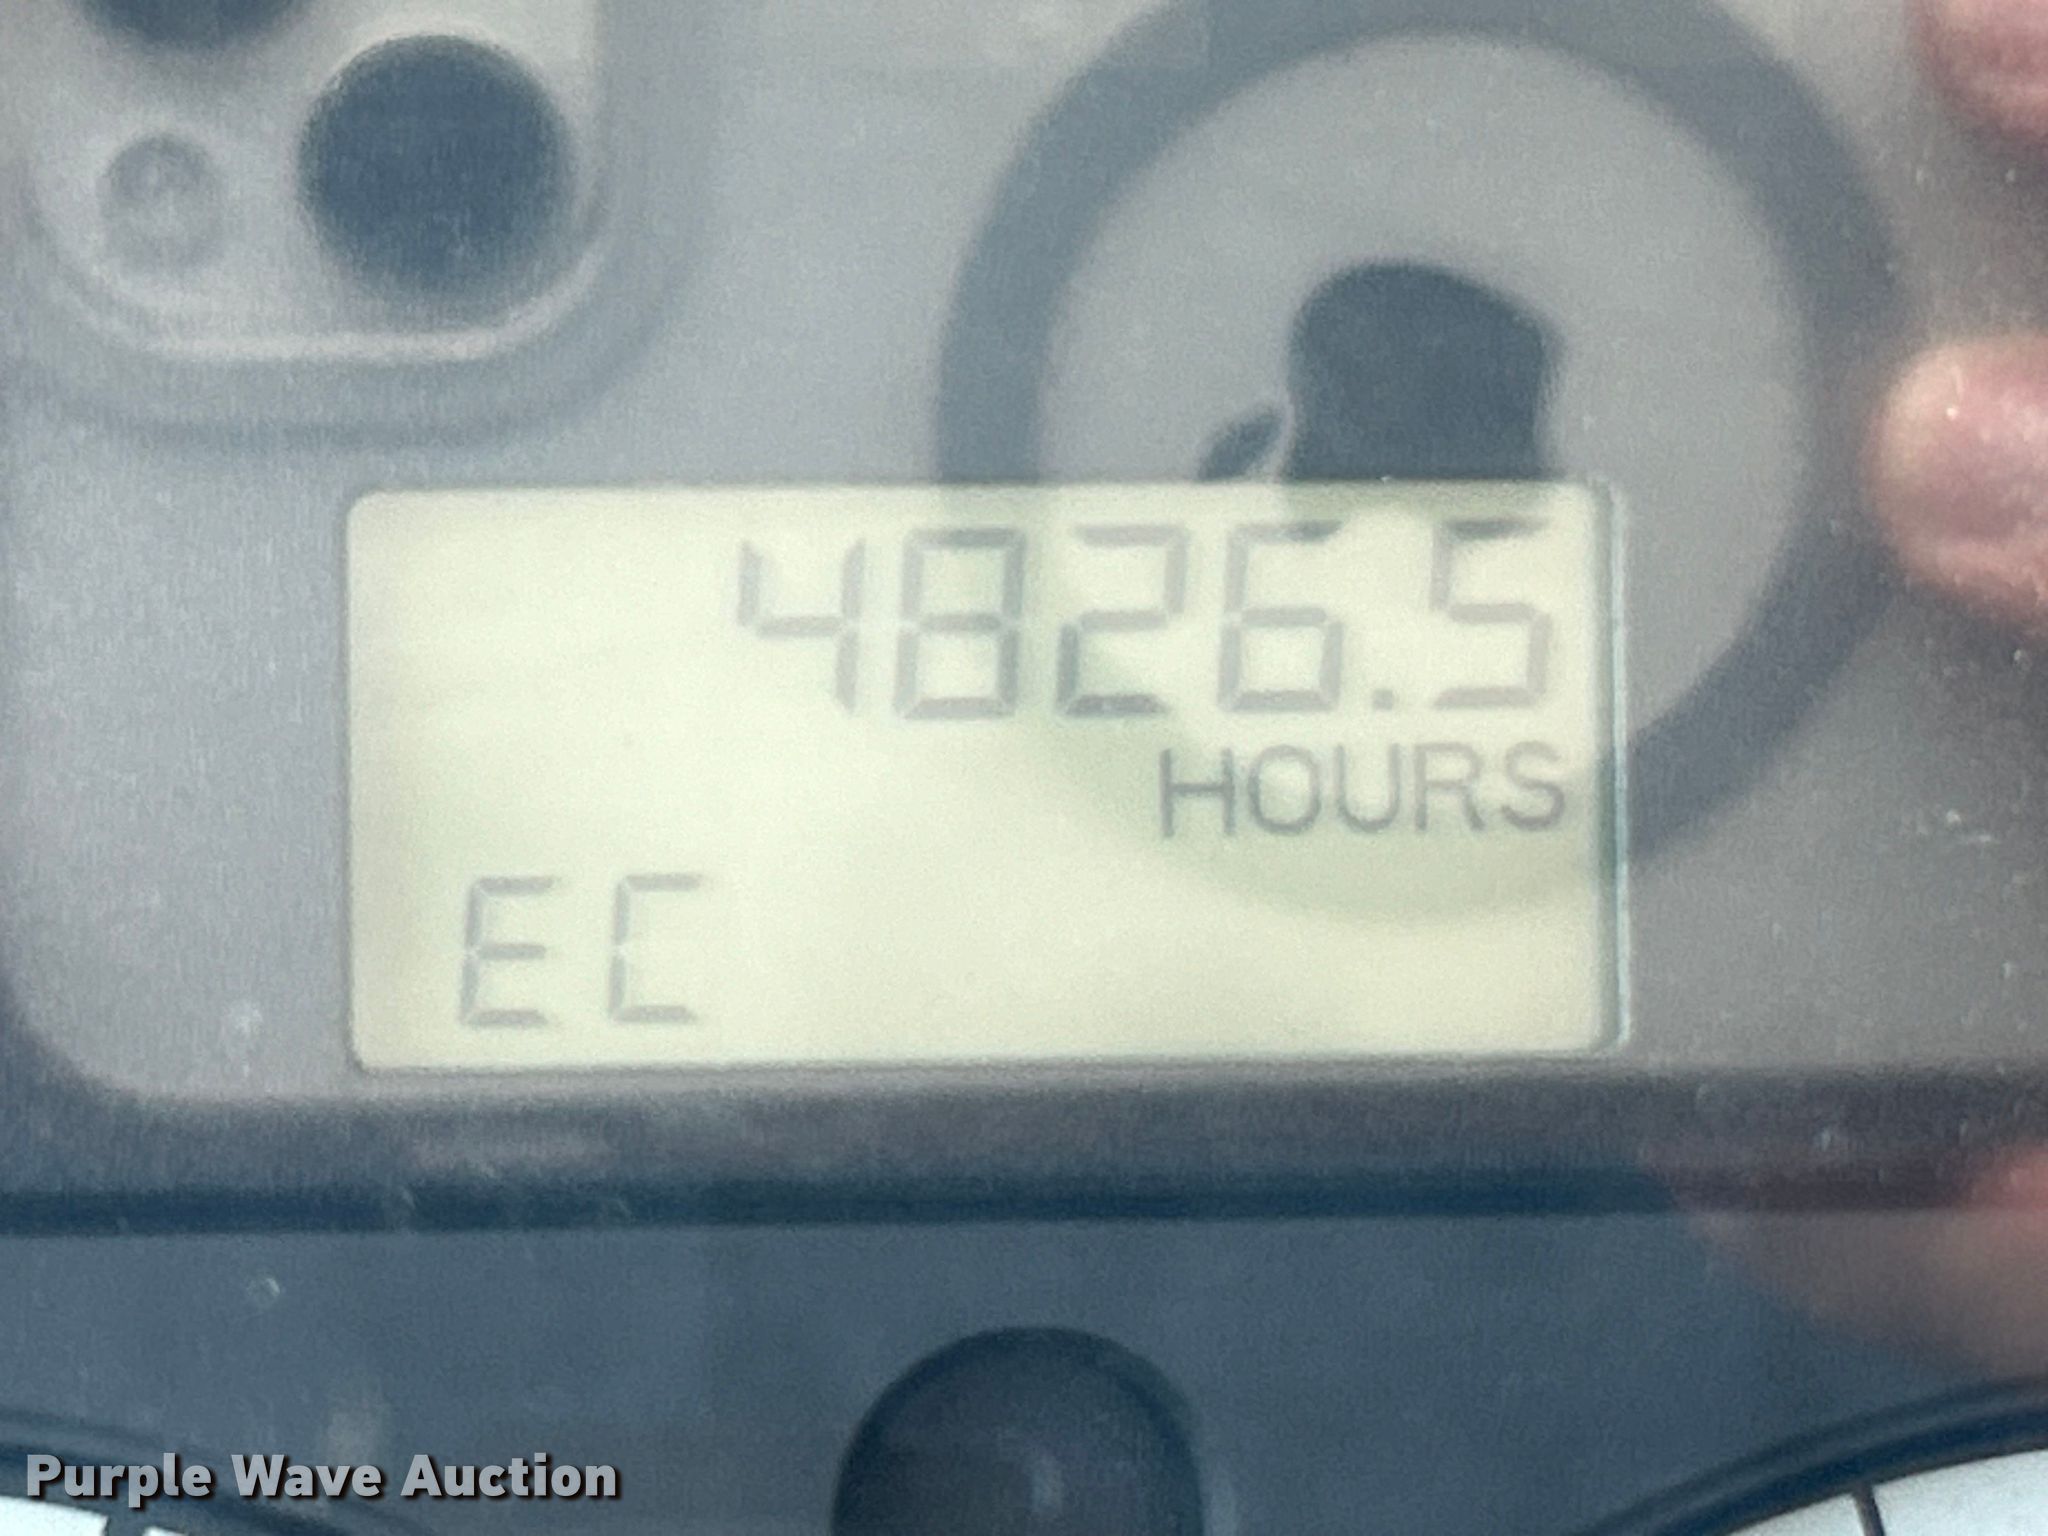 4826.5
HOURS
EC
Purple Wave Auction